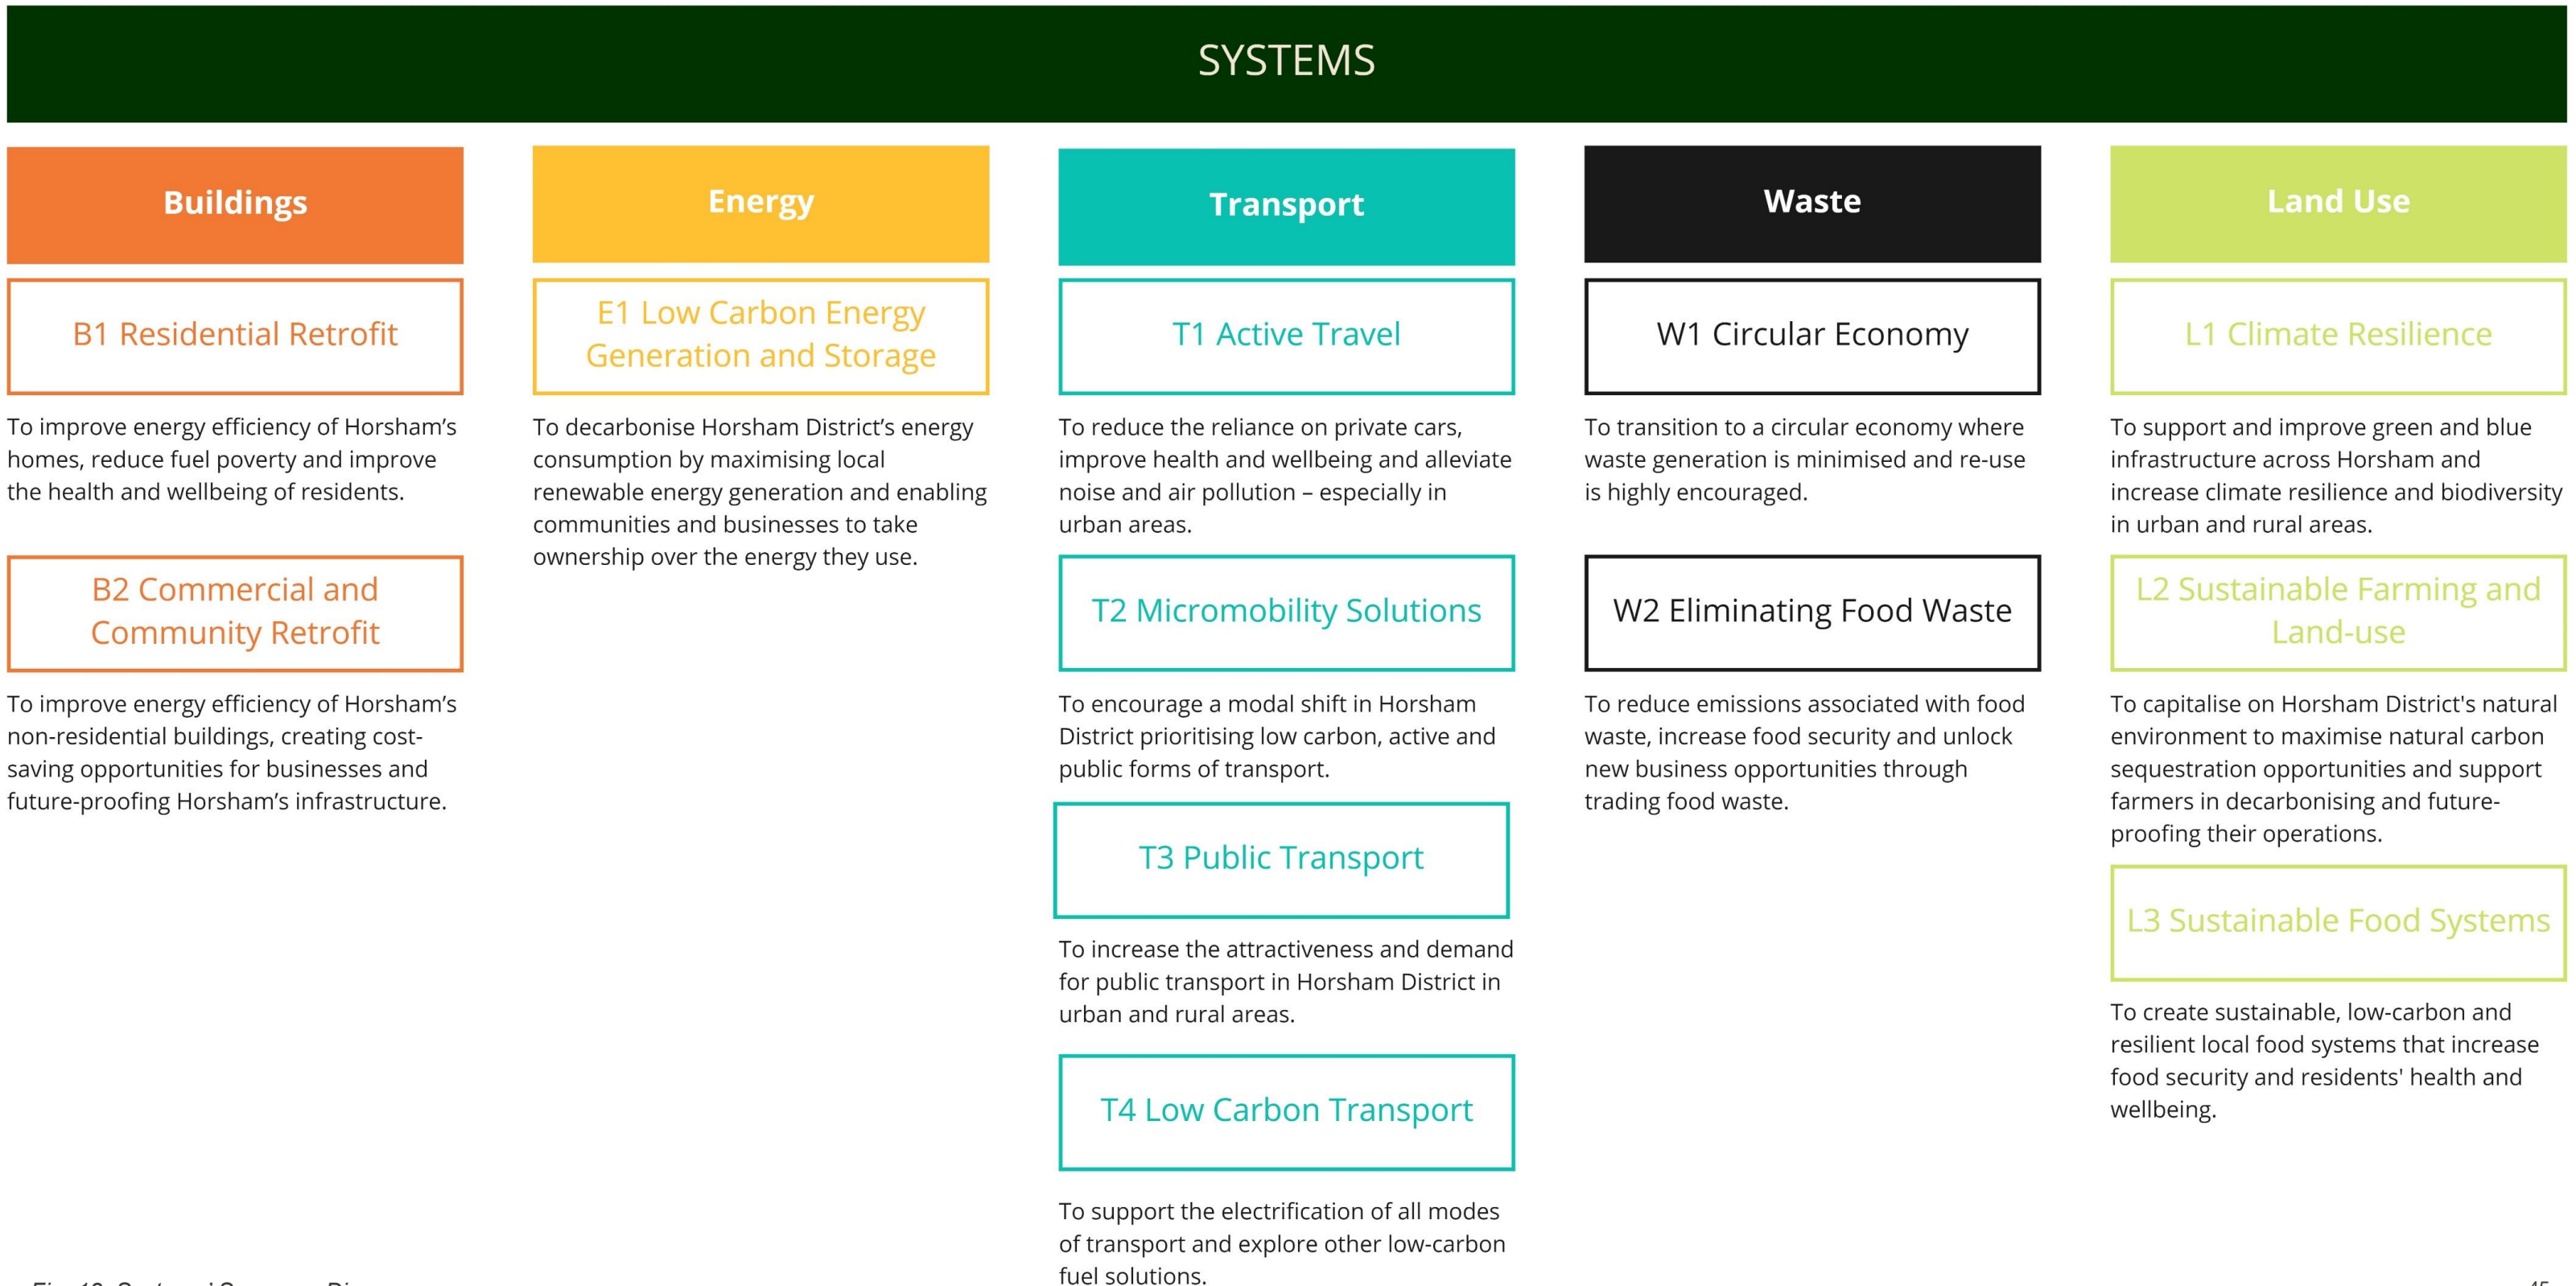 SYSTEMS
Buildings
B1 Residential Retrofit
To improve energy efficiency of Horsham’s
homes, reduce fuel poverty and improve
the health and wellbeing of residents.
B2 Commercial and
Community Retrofit
To improve energy efficiency of Horsham’s
non-residential buildings, creating cost-
saving opportunities for businesses and
future-proofing Horsham’s infrastructure.
Energy
E1 Low Carbon Energy
Generation and Storage
To decarbonise Horsham District’s energy
consumption by maximising local
renewable energy generation and enabling
communities and businesses to take
ownership over the energy they use.
Transport
T1 Active Travel
To reduce the reliance on private cars,
improve health and wellbeing and alleviate
noise and air pollution – especially in
urban areas.
T2 Micromobility Solutions
To encourage a modal shift in Horsham
District prioritising low carbon, active and
public forms of transport.
T3 Public Transport
To increase the attractiveness and demand
for public transport in Horsham District in
urban and rural areas.
T4 Low Carbon Transport
To support the electrification of all modes
of transport and explore other low-carbon
fuel solutions.
Waste
W1 Circular Economy
To transition to a circular economy where
waste generation is minimised and re-use
is highly encouraged.
W2 Eliminating Food Waste
To reduce emissions associated with food
waste, increase food security and unlock
new business opportunities through
trading food waste.
Land Use
L1 Climate Resilience
To support and improve green and blue
infrastructure across Horsham and
increase climate resilience and biodiversity
in urban and rural areas.
L2 Sustainable Farming and
Land-use
To capitalise on Horsham District's natural
environment to maximise natural carbon
sequestration opportunities and support
farmers in decarbonising and future-
proofing their operations.
L3 Sustainable Food Systems
To create sustainable, low-carbon and
resilient local food systems that increase
food security and residents' health and
wellbeing.